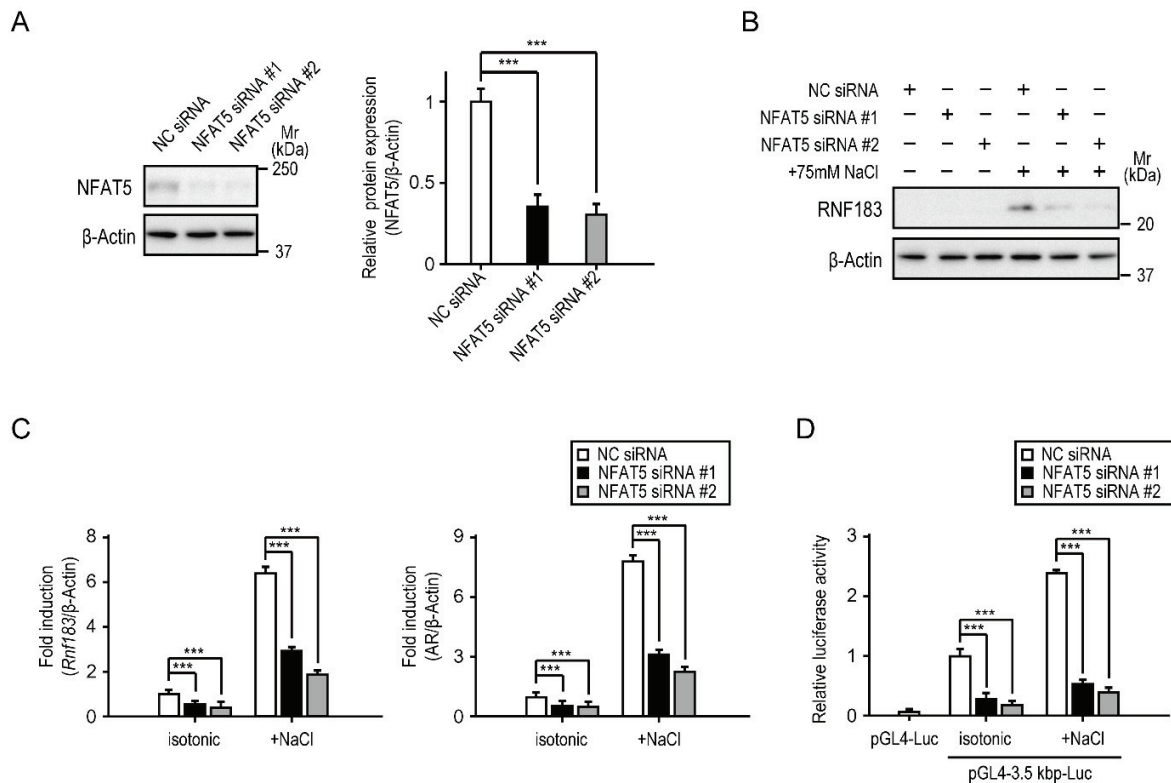 A
NC siRNA
NFAT5 siRNA #1
NFAT5 siRNA #2
Mr
(kDa)
NFAT5
250
β-Actin
37
Relative protein expression
(NFAT5/β-Actin)
1
0.5
0
***
***
NC siRNA
NFAT5 siRNA #1
NFAT5 siRNA #2
B
NC siRNA + − − + − −
NFAT5 siRNA #1 − + − − + −
NFAT5 siRNA #2 − − + − − +
+75mM NaCl − − − + + +
Mr
(kDa)
RNF183
20
β-Actin
37
C
NC siRNA
NFAT5 siRNA #1
NFAT5 siRNA #2
Fold induction
(Rnf183/β-Actin)
8
6
4
2
0
***
***
***
***
isotonic +NaCl
Fold induction
(AR/β-Actin)
9
6
3
0
***
***
***
***
isotonic +NaCl
D
NC siRNA
NFAT5 siRNA #1
NFAT5 siRNA #2
Relative luciferase activity
3
2
1
0
***
***
***
***
pGL4-Luc isotonic +NaCl
pGL4-3.5 kbp-Luc